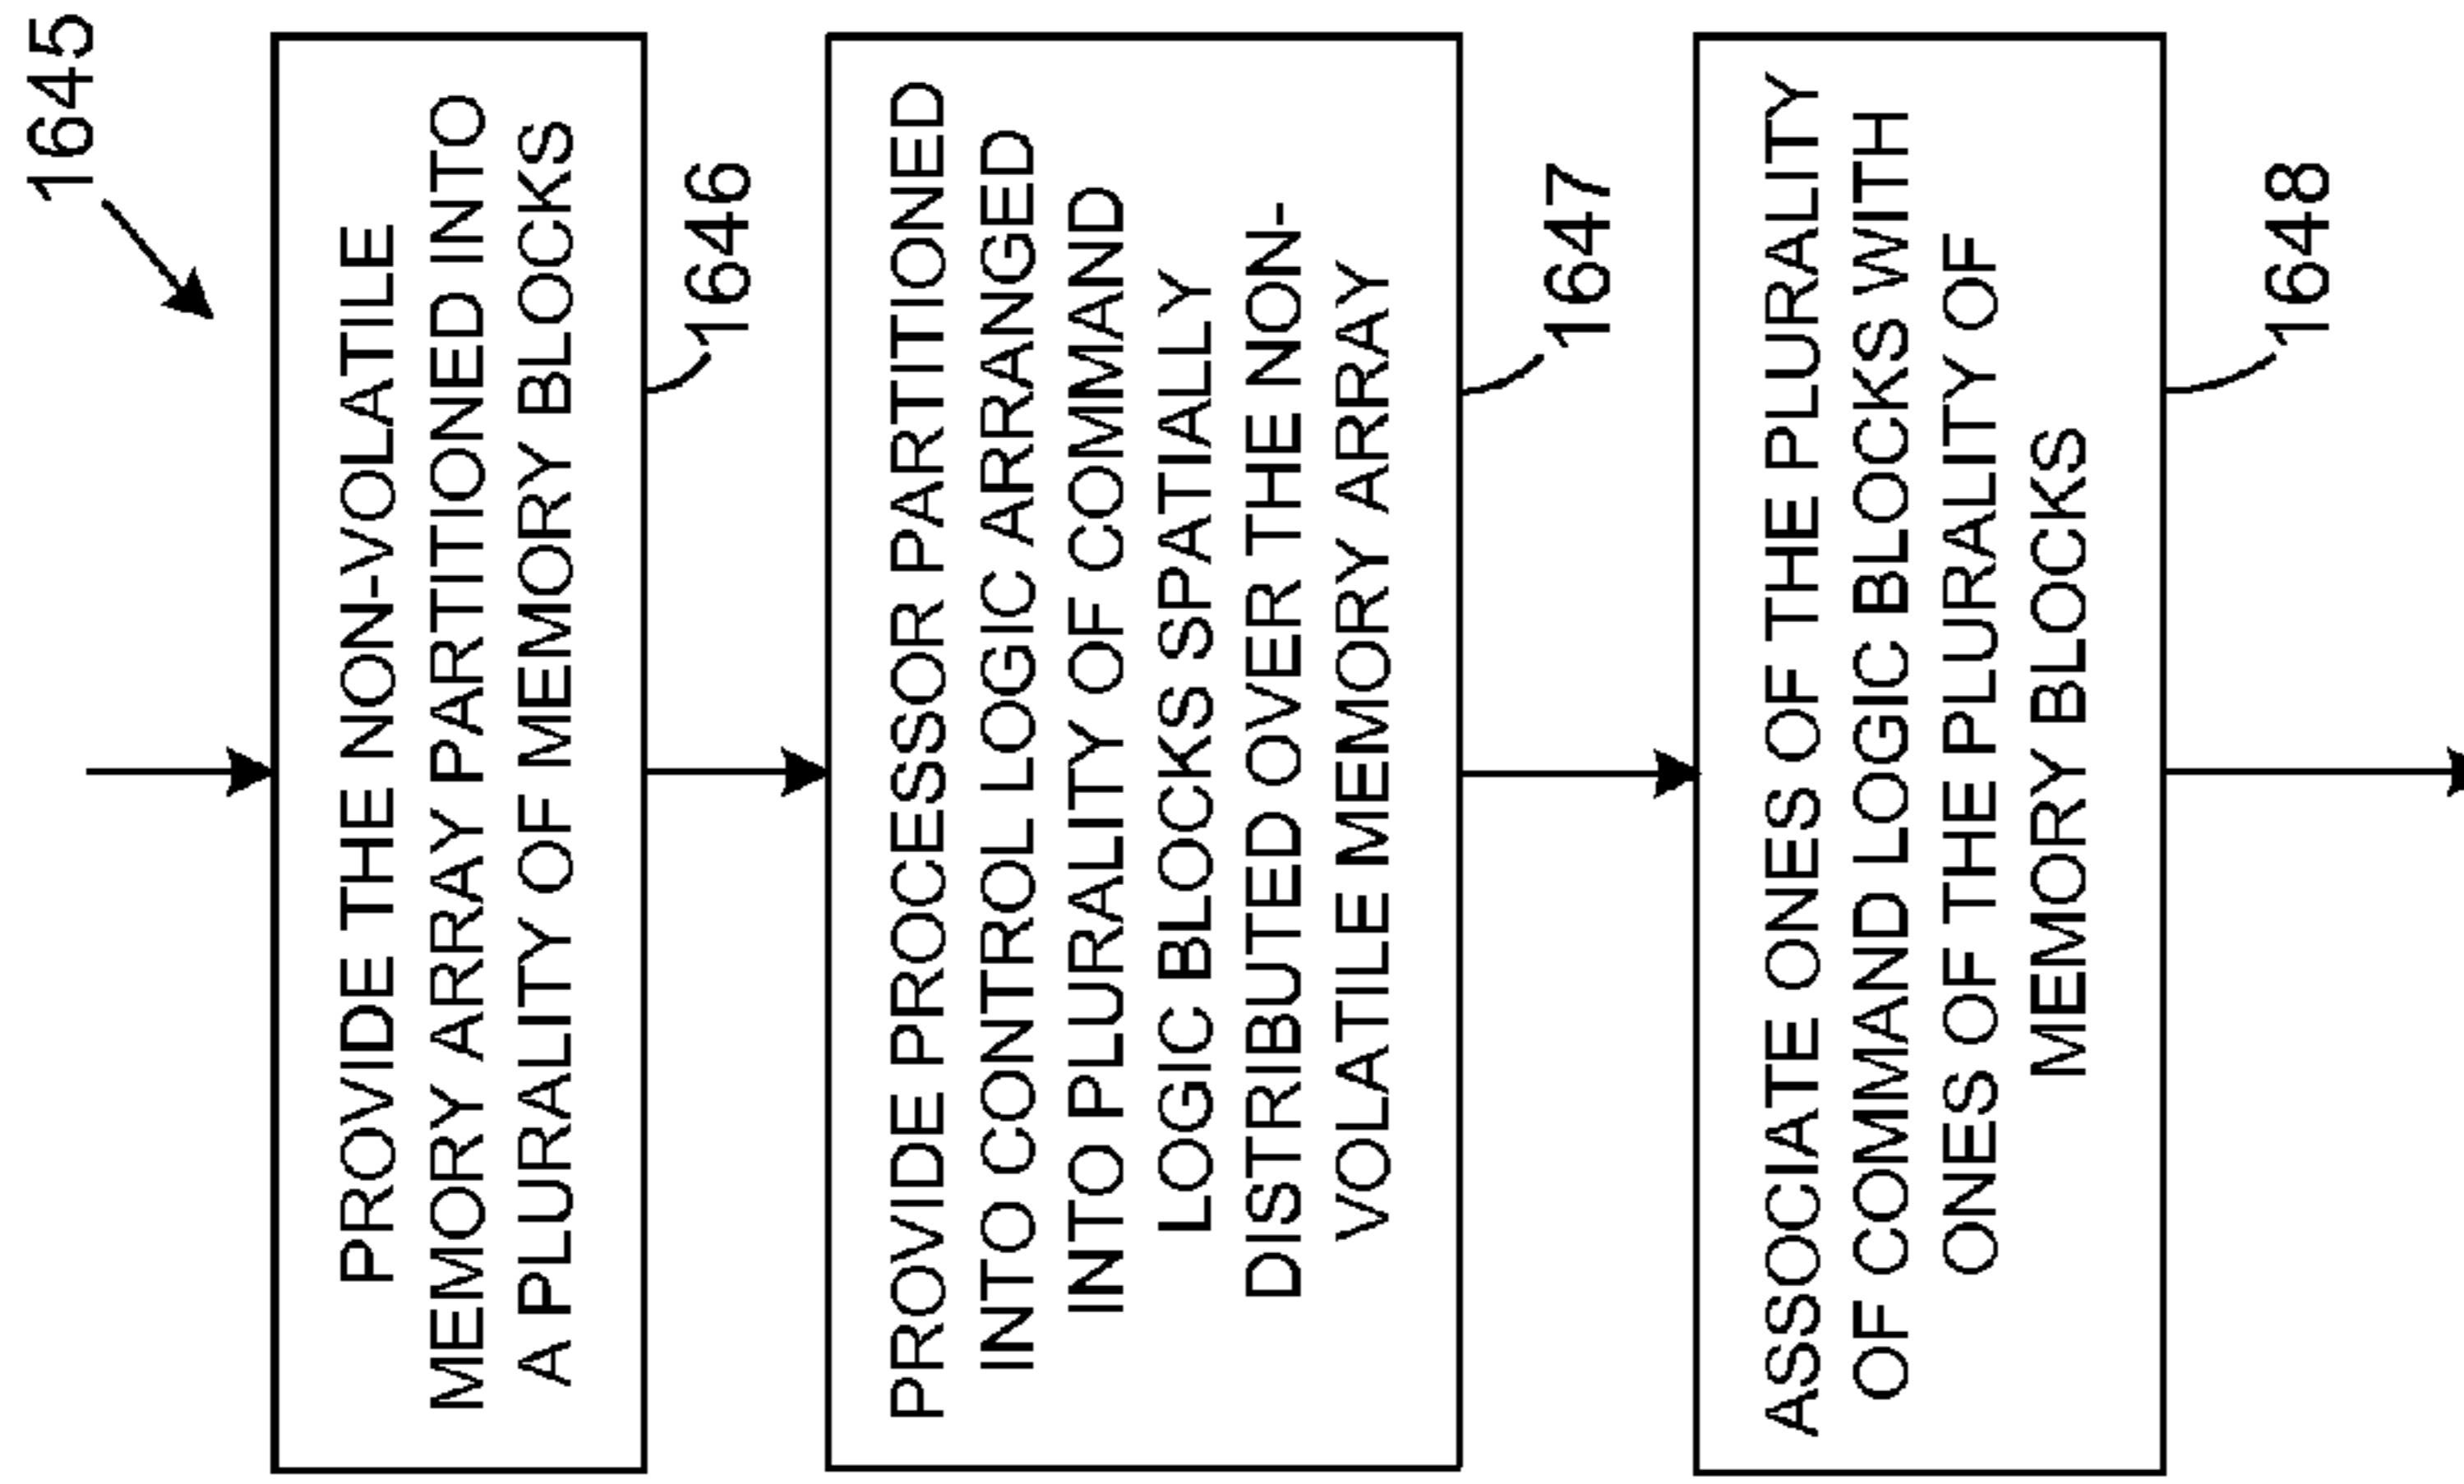 1645
PROVIDE THE NON-VOLATILE
MEMORY ARRAY PARTITIONED INTO
A PLURALITY OF MEMORY BLOCKS
1646
PROVIDE PROCESSOR PARTITIONED
INTO CONTROL LOGIC ARRANGED
INTO PLURALITY OF COMMAND
LOGIC BLOCKS SPATIALLY
DISTRIBUTED OVER THE NON-
VOLATILE MEMORY ARRAY
1647
ASSOCIATE ONES OF THE PLURALITY
OF COMMAND LOGIC BLOCKS WITH
ONES OF THE PLURALITY OF
MEMORY BLOCKS
1648